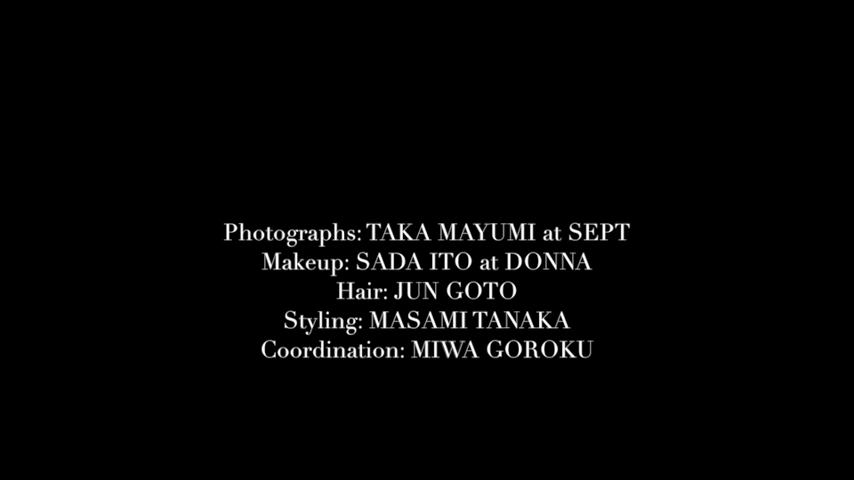 Photographs: TAKA MAYUMI at SEPT
Makeup: SADA ITO at DONNA
Hair: JUN GOTO
Styling: MASAMI TANAKA
Coordination: MIWA GOROKU